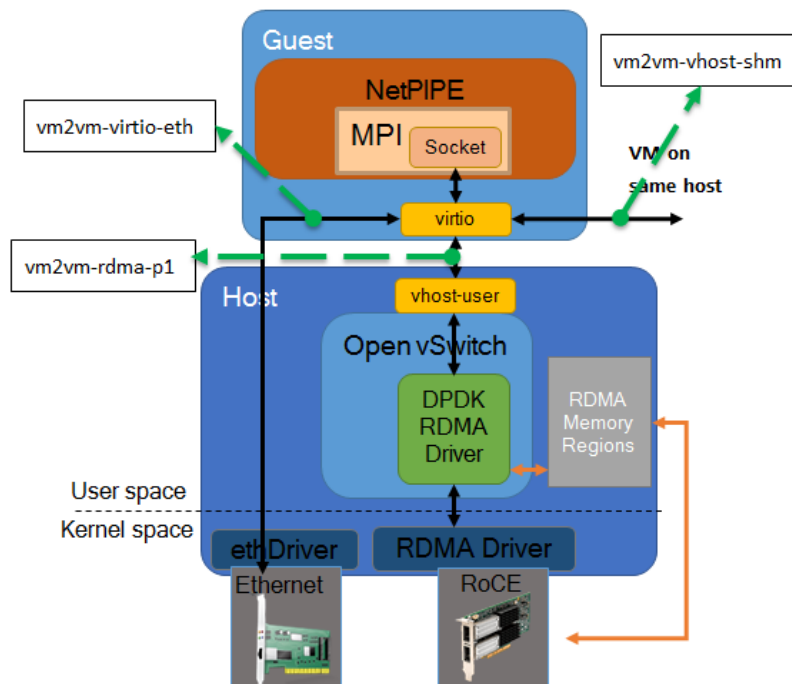 Guest
vm2vm-vhost-shm
NetPIPE
vm2vm-virtio-eth
MPI
Socket
VM on
same host
virtio
vm2vm-rdma-p1
Host
vhost-user
Open vSwitch
DPDK
RDMA
Driver
RDMA
Memory
Regions
User space
Kernel space
ethDriver
RDMA Driver
Ethernet
RoCE